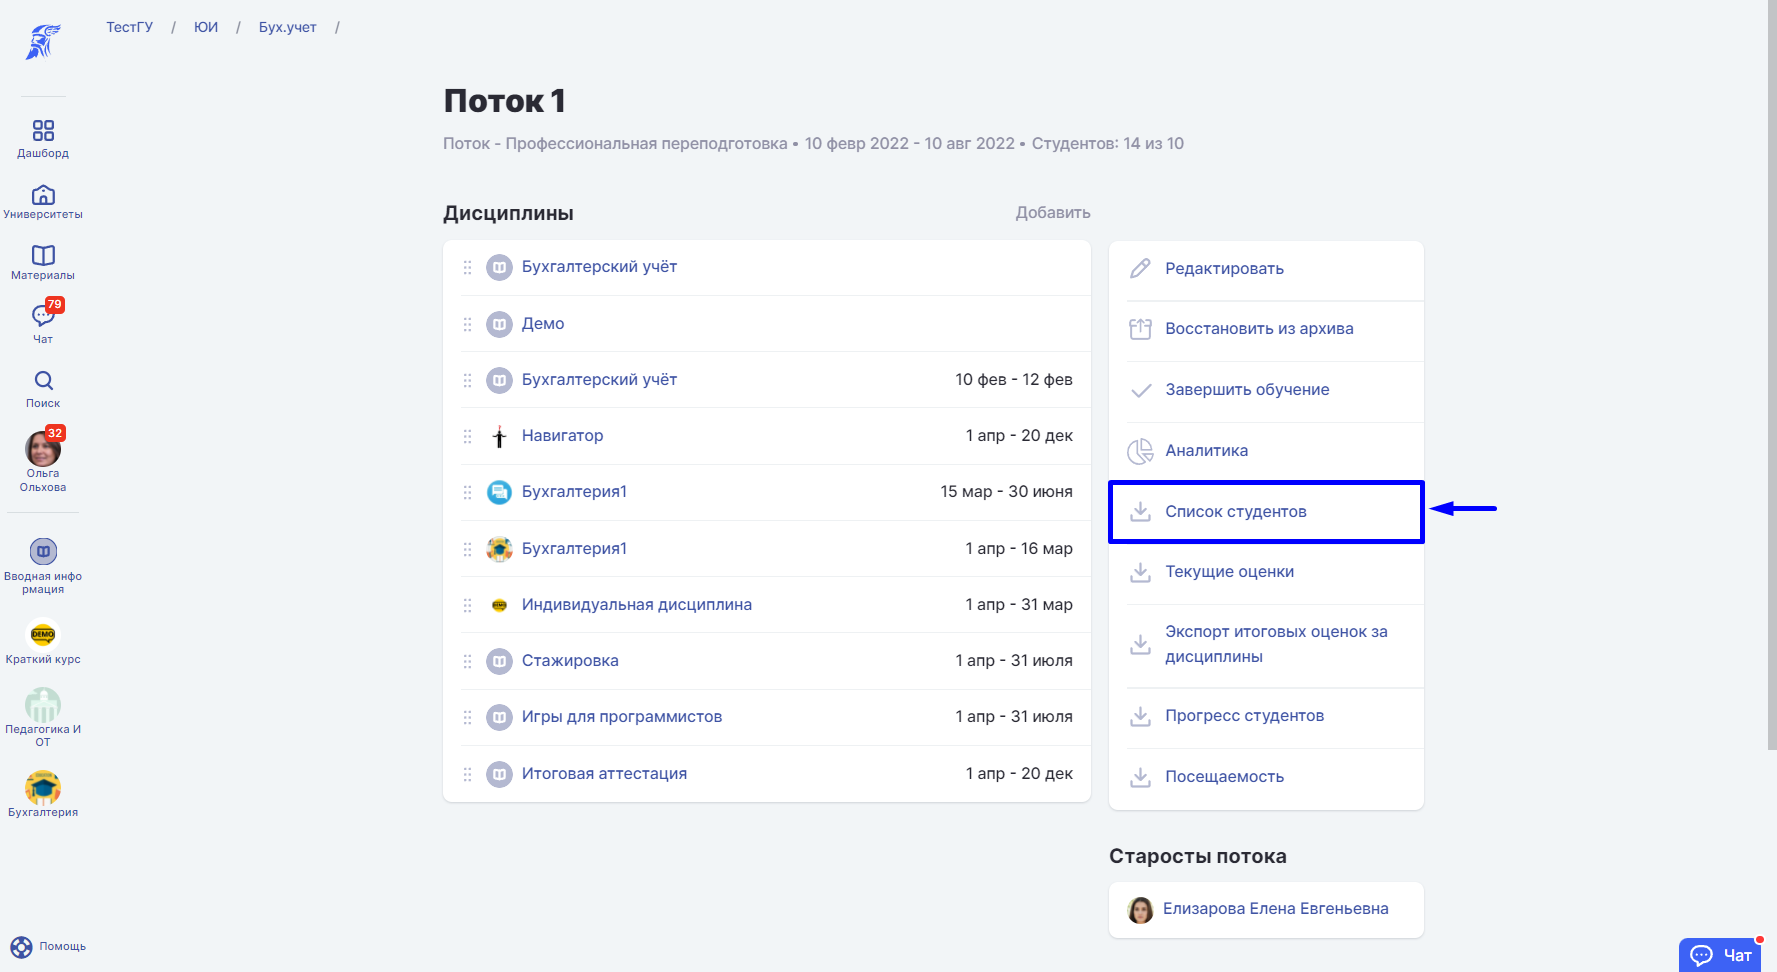 ТестГУ / ЮИ / Бух.учет /
Дашборд
Университеты
Материалы
79
Чат
Поиск
32
Ольга
Ольхова
Вводная инфо
рмация
DEMO
Краткий курс
Педагогика И
ОТ
Бухгалтерия
Помощь
Поток 1
Поток - Профессиональная переподготовка • 10 февр 2022 - 10 авг 2022 • Студентов: 14 из 10
Дисциплины Добавить
Бухгалтерский учёт
Демо
Бухгалтерский учёт 10 фев - 12 фев
Навигатор 1 апр - 20 дек
Бухгалтерия1 15 мар - 30 июня
Бухгалтерия1 1 апр - 16 мар
Индивидуальная дисциплина 1 апр - 31 мар
Стажировка 1 апр - 31 июля
Игры для программистов 1 апр - 31 июля
Итоговая аттестация 1 апр - 20 дек
Редактировать
Восстановить из архива
Завершить обучение
Аналитика
Список студентов
Текущие оценки
Экспорт итоговых оценок за
дисциплины
Прогресс студентов
Посещаемость
Старосты потока
Елизарова Елена Евгеньевна
Чат